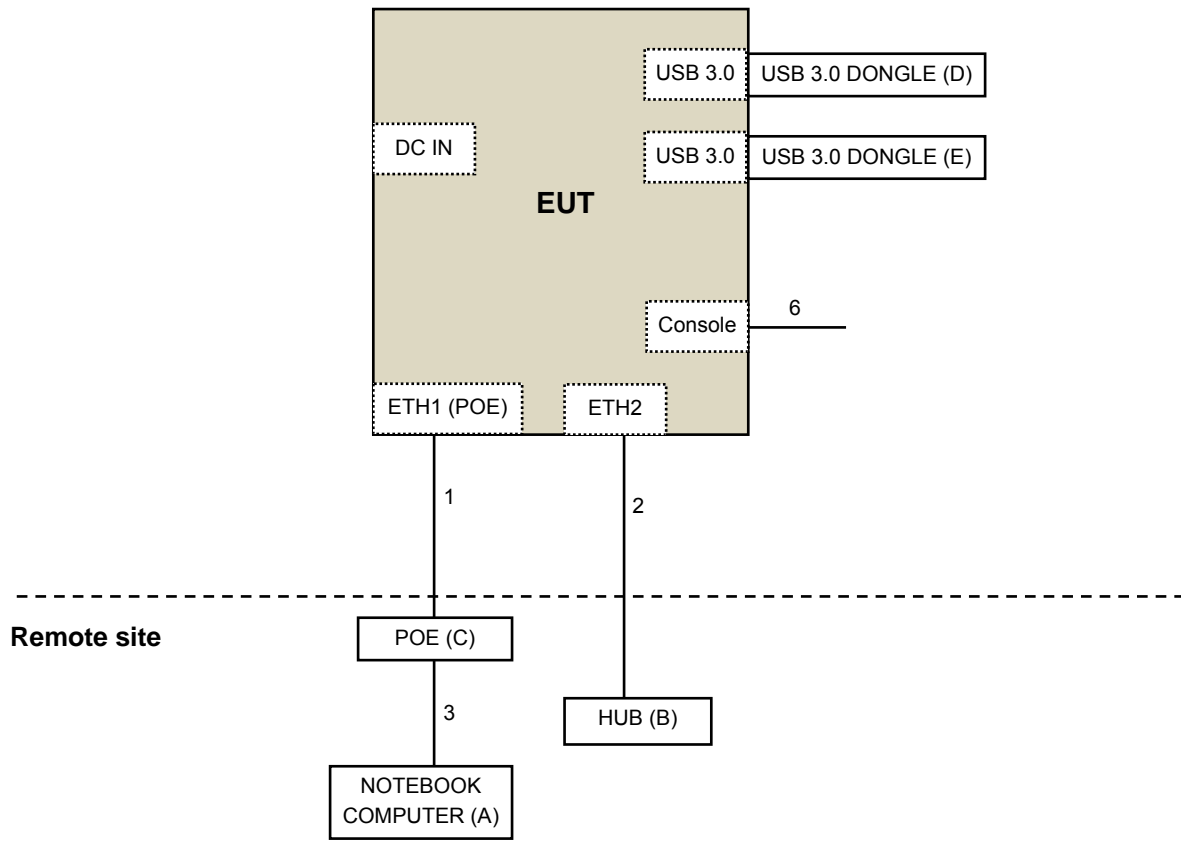 USB 3.0 USB 3.0 DONGLE (D)
DC IN
USB 3.0 USB 3.0 DONGLE (E)
EUT
6
Console
ETH1 (POE)
ETH2
1
2
Remote site
POE (C)
3
HUB (B)
NOTEBOOK
COMPUTER (A)